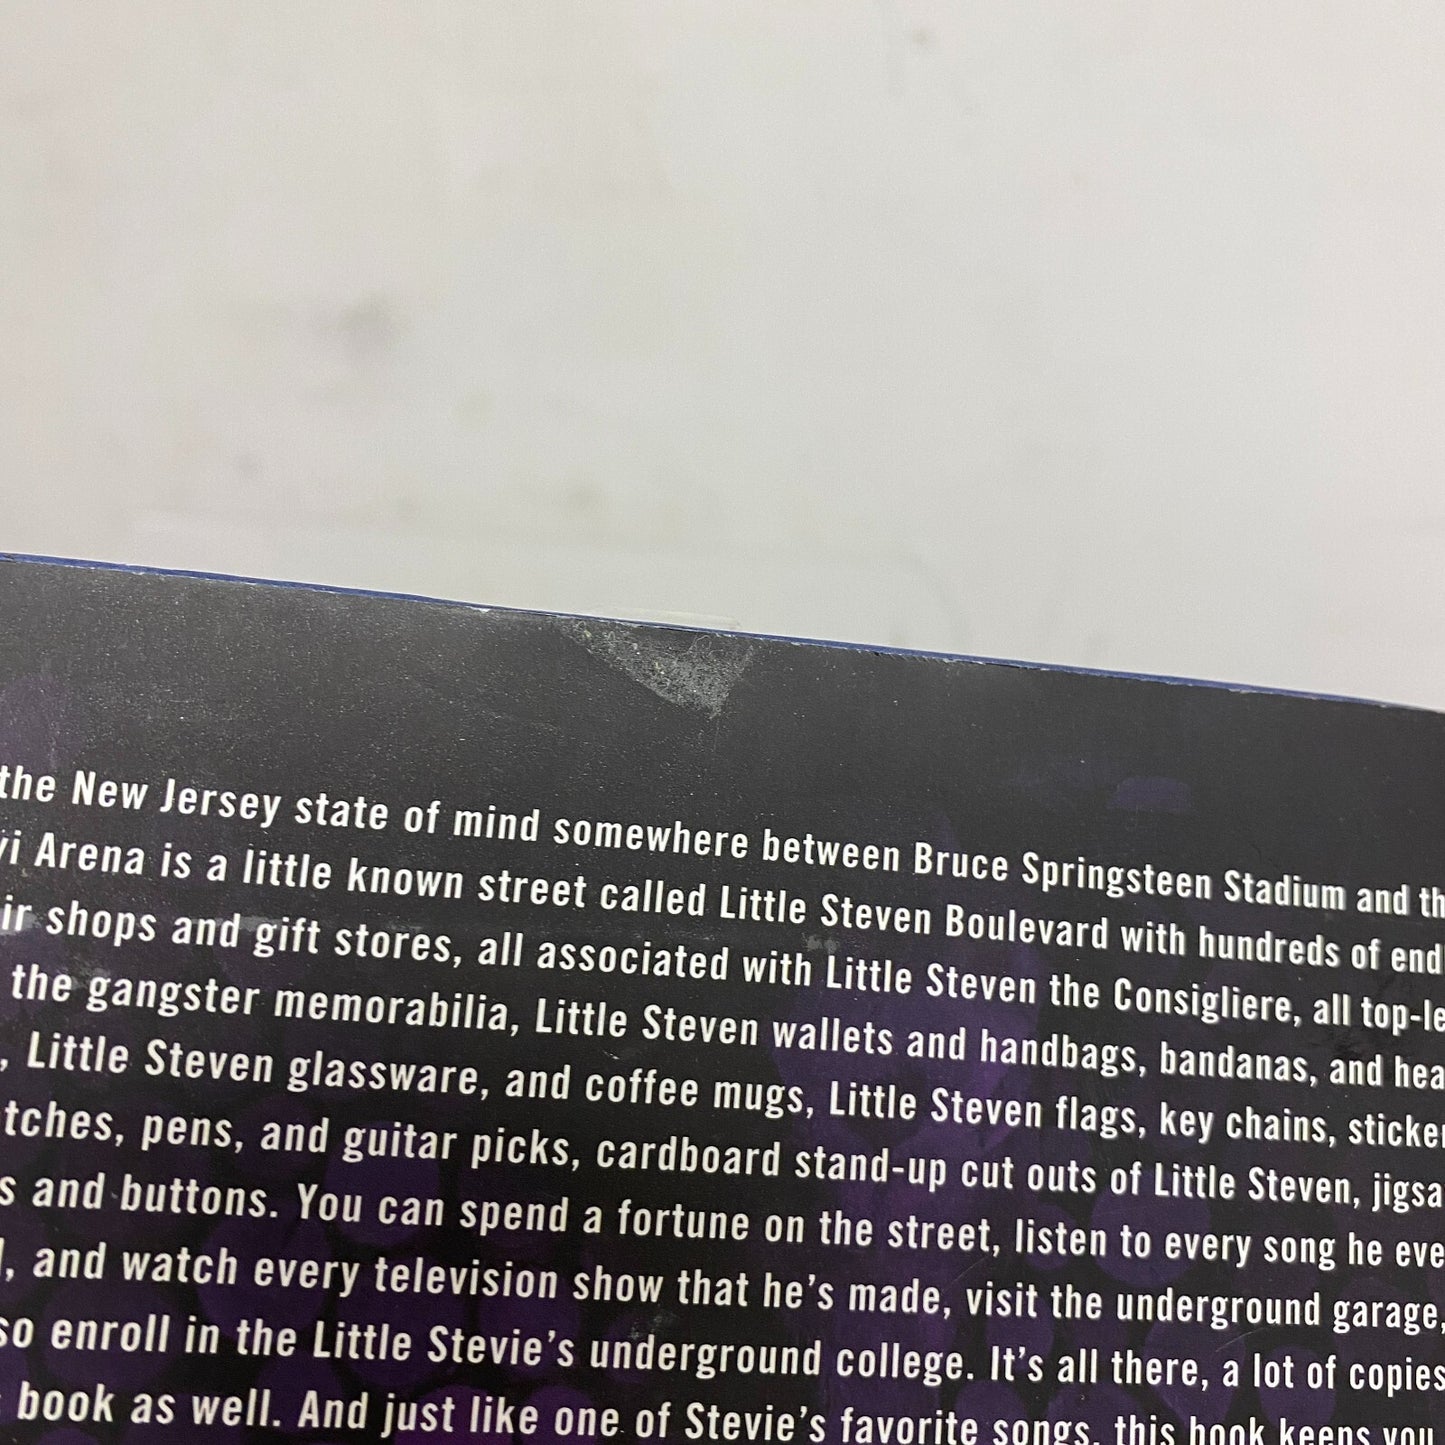 the New Jersey state of mind somewhere between Bruce Springsteen Stadium and th
vi Arena is a little known street called Little Steven Boulevard with hundreds of end
ir shops and gift stores, all associated with Little Steven the Consigliere, all top-le
the gangster memorabilia, Little Steven wallets and handbags, bandanas, and hea
, Little Steven glassware, and coffee mugs, Little Steven flags, key chains, sticker
tches, pens, and guitar picks, cardboard stand-up cut outs of Little Steven, jigsa
s and buttons. You can spend a fortune on the street, listen to every song he eve
, and watch every television show that he's made, visit the underground garage,
so enroll in the Little Stevie's underground college. It's all there, a lot of copies
book as well. And just like one of Stevie's favorite songs, this book keeps you